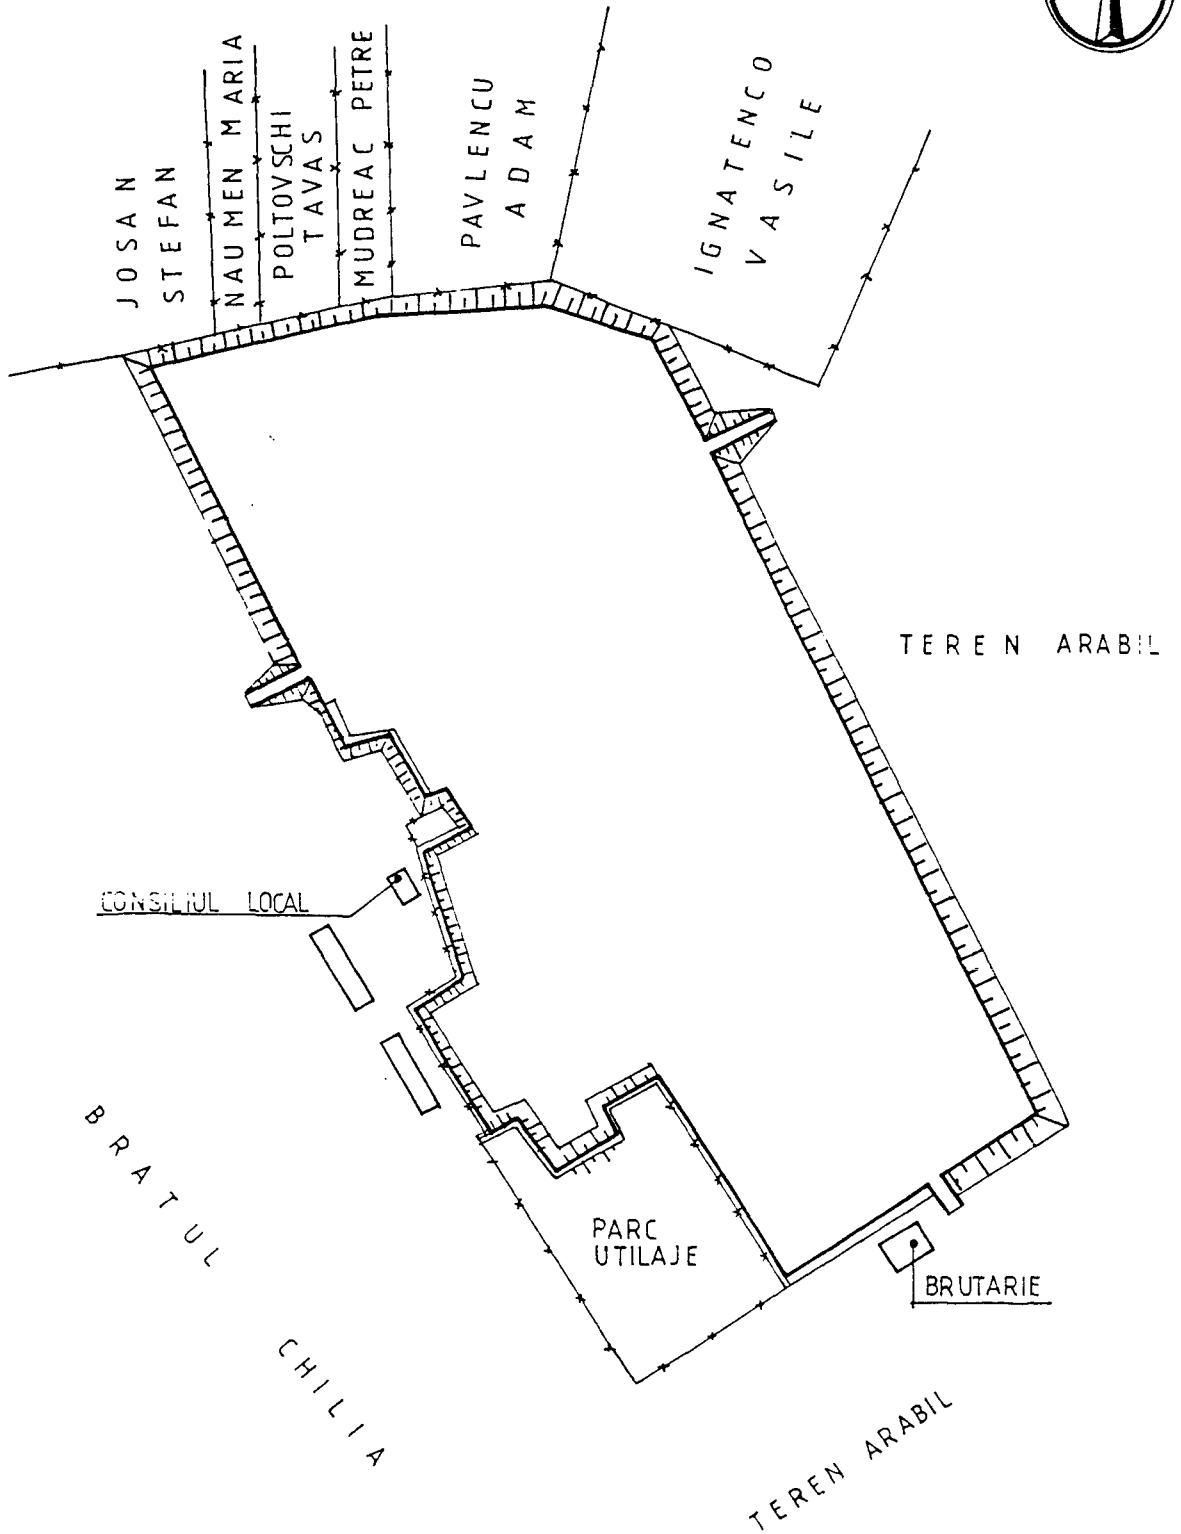 JOSAN
STEFAN
NAUMEN MARIA
POLTOVSCHI
TAVAS
MUDREAC PETRE
PAVLENCU
ADAM
IGNATENCO
VASILE
TEREN ARABIL
CONSILIUL LOCAL
BRATUL CHILIA
PARC
UTILAJE
BRUTARIE
TEREN ARABIL